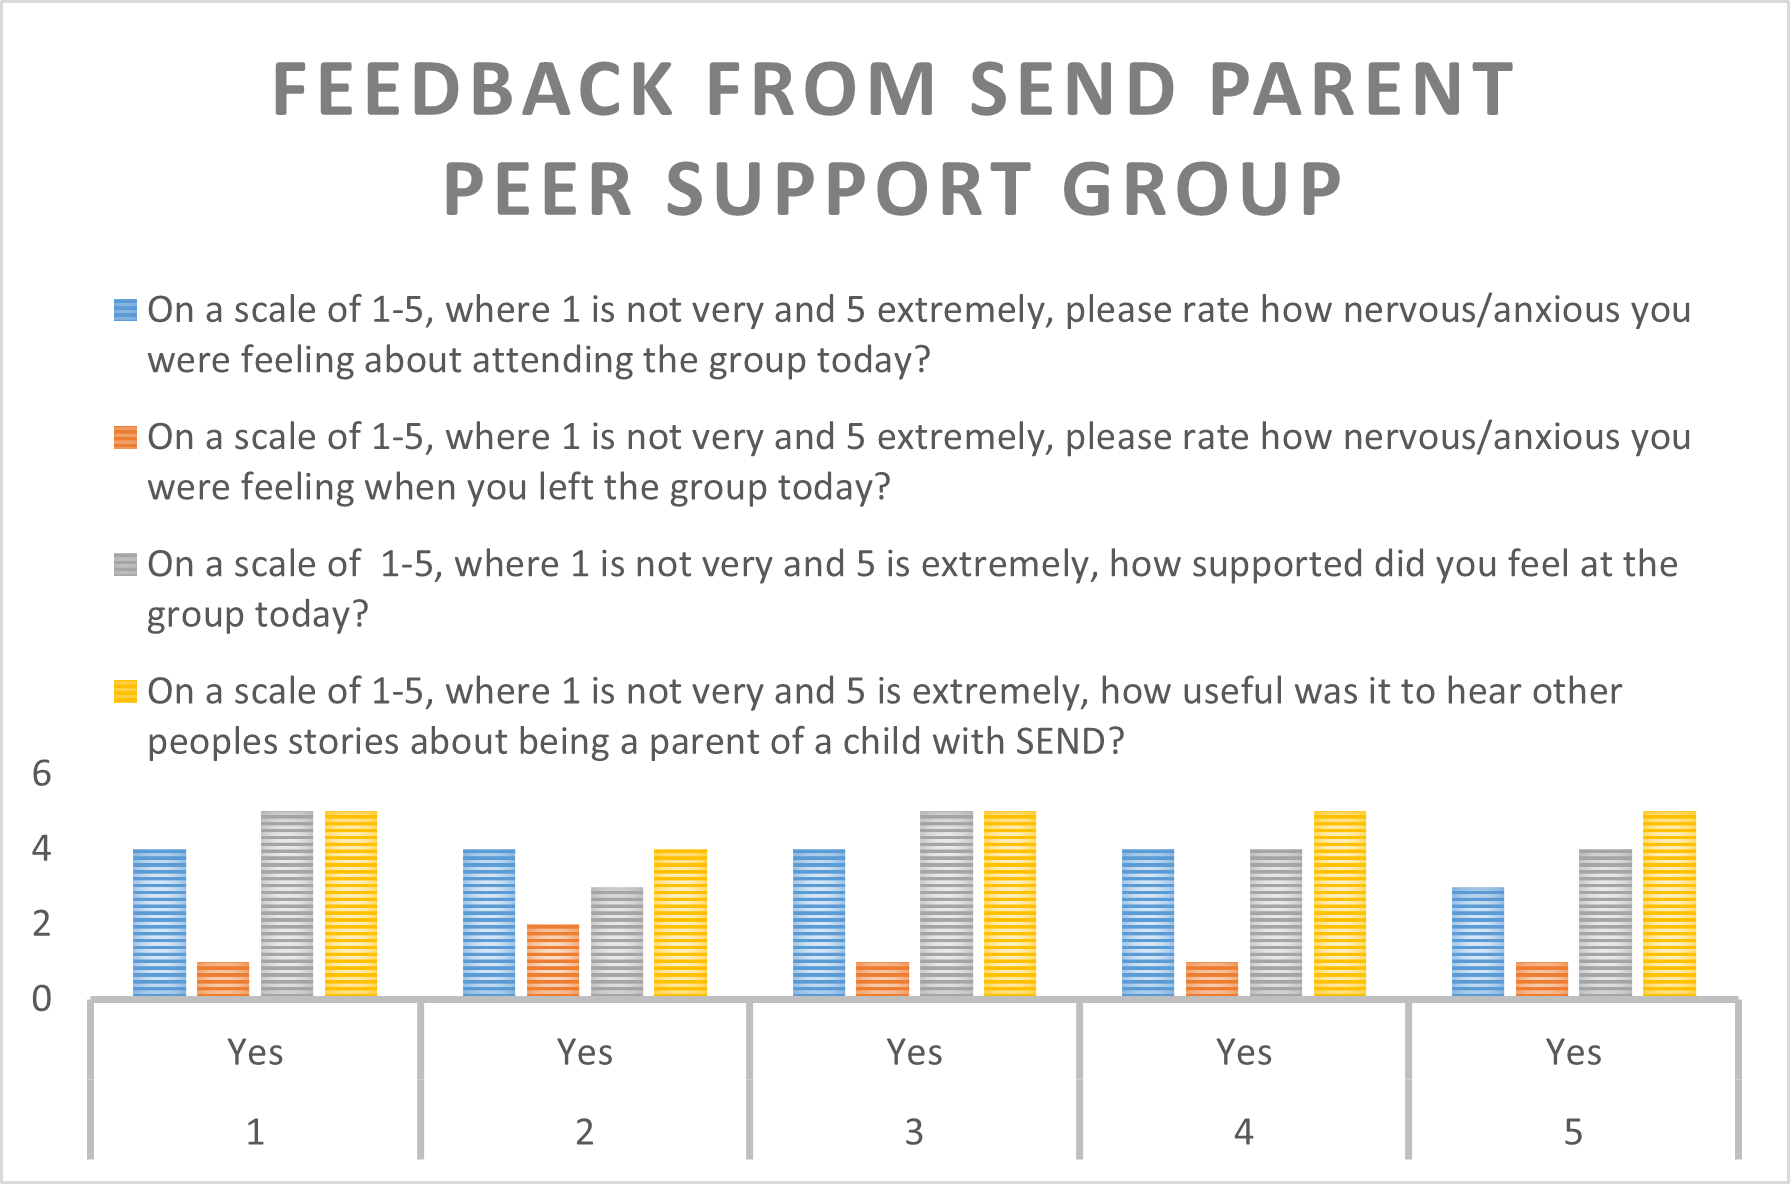 FEEDBACK FROM SEND PARENT
PEER SUPPORT GROUP
On a scale of 1-5, where 1 is not very and 5 extremely, please rate how nervous/anxious you
were feeling about attending the group today?
On a scale of 1-5, where 1 is not very and 5 extremely, please rate how nervous/anxious you
were feeling when you left the group today?
On a scale of  1-5, where 1 is not very and 5 is extremely, how supported did you feel at the
group today?
On a scale of 1-5, where 1 is not very and 5 is extremely, how useful was it to hear other
peoples stories about being a parent of a child with SEND?
6
4
2
0
Yes Yes Yes Yes Yes
1 2 3 4 5